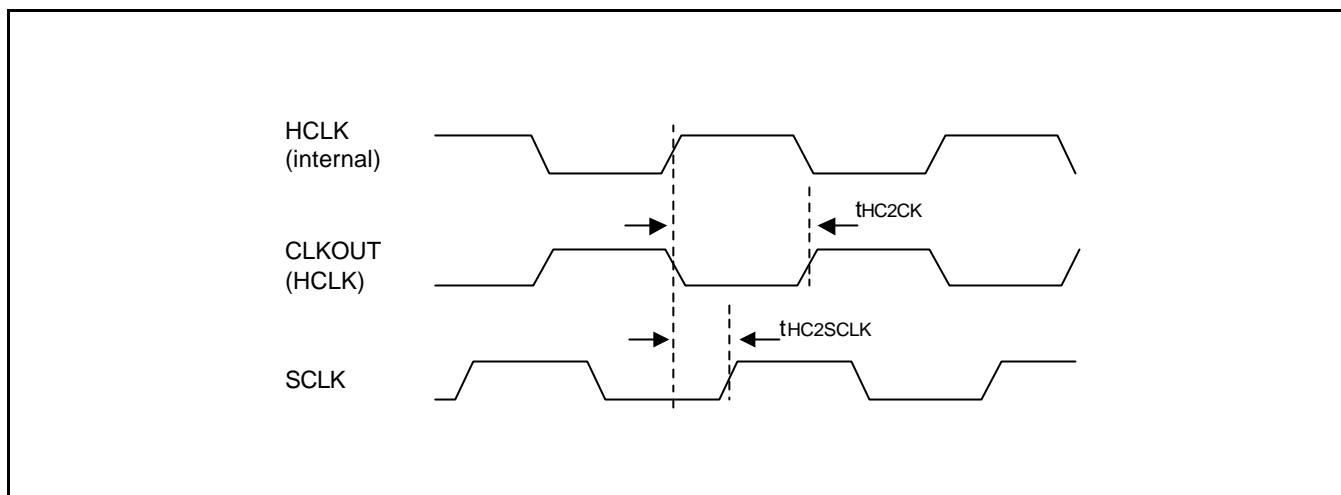 HCLK
(internal)
tHC2CK
CLKOUT
(HCLK)
tHC2SCLK
SCLK